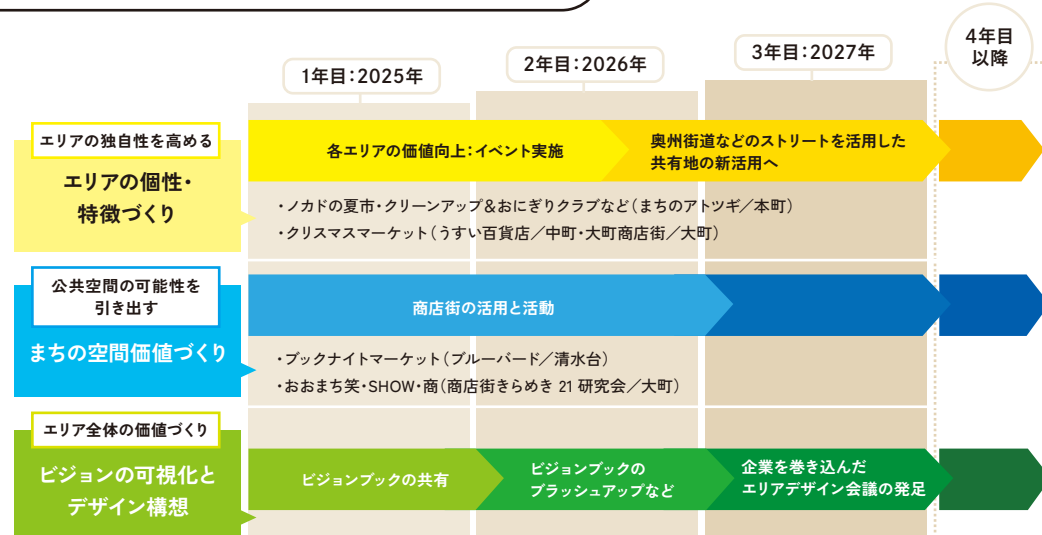 1年目：2025年
2年目：2026年
3年目：2027年
4年目
以降
エリアの独自性を高める
エリアの個性・
特徴づくり
各エリアの価値向上：イベント実施
奥州街道などのストリートを活用した
共有地の新活用へ
・ノカドの夏市・クリーンアップ＆おにぎりクラブなど（まちのアトツギ／本町）
・クリスマスマーケット（うすい百貨店／中町・大町商店街／大町）
公共空間の可能性を
引き出す
まちの空間価値づくり
商店街の活用と活動
・ブックナイトマーケット（ブルーバード／清水台）
・おおまち笑・SHOW・商（商店街きらめき 21 研究会／大町）
エリア全体の価値づくり
ビジョンの可視化と
デザイン構想
ビジョンブックの共有
ビジョンブックの
ブラッシュアップなど
企業を巻き込んだ
エリアデザイン会議の発足